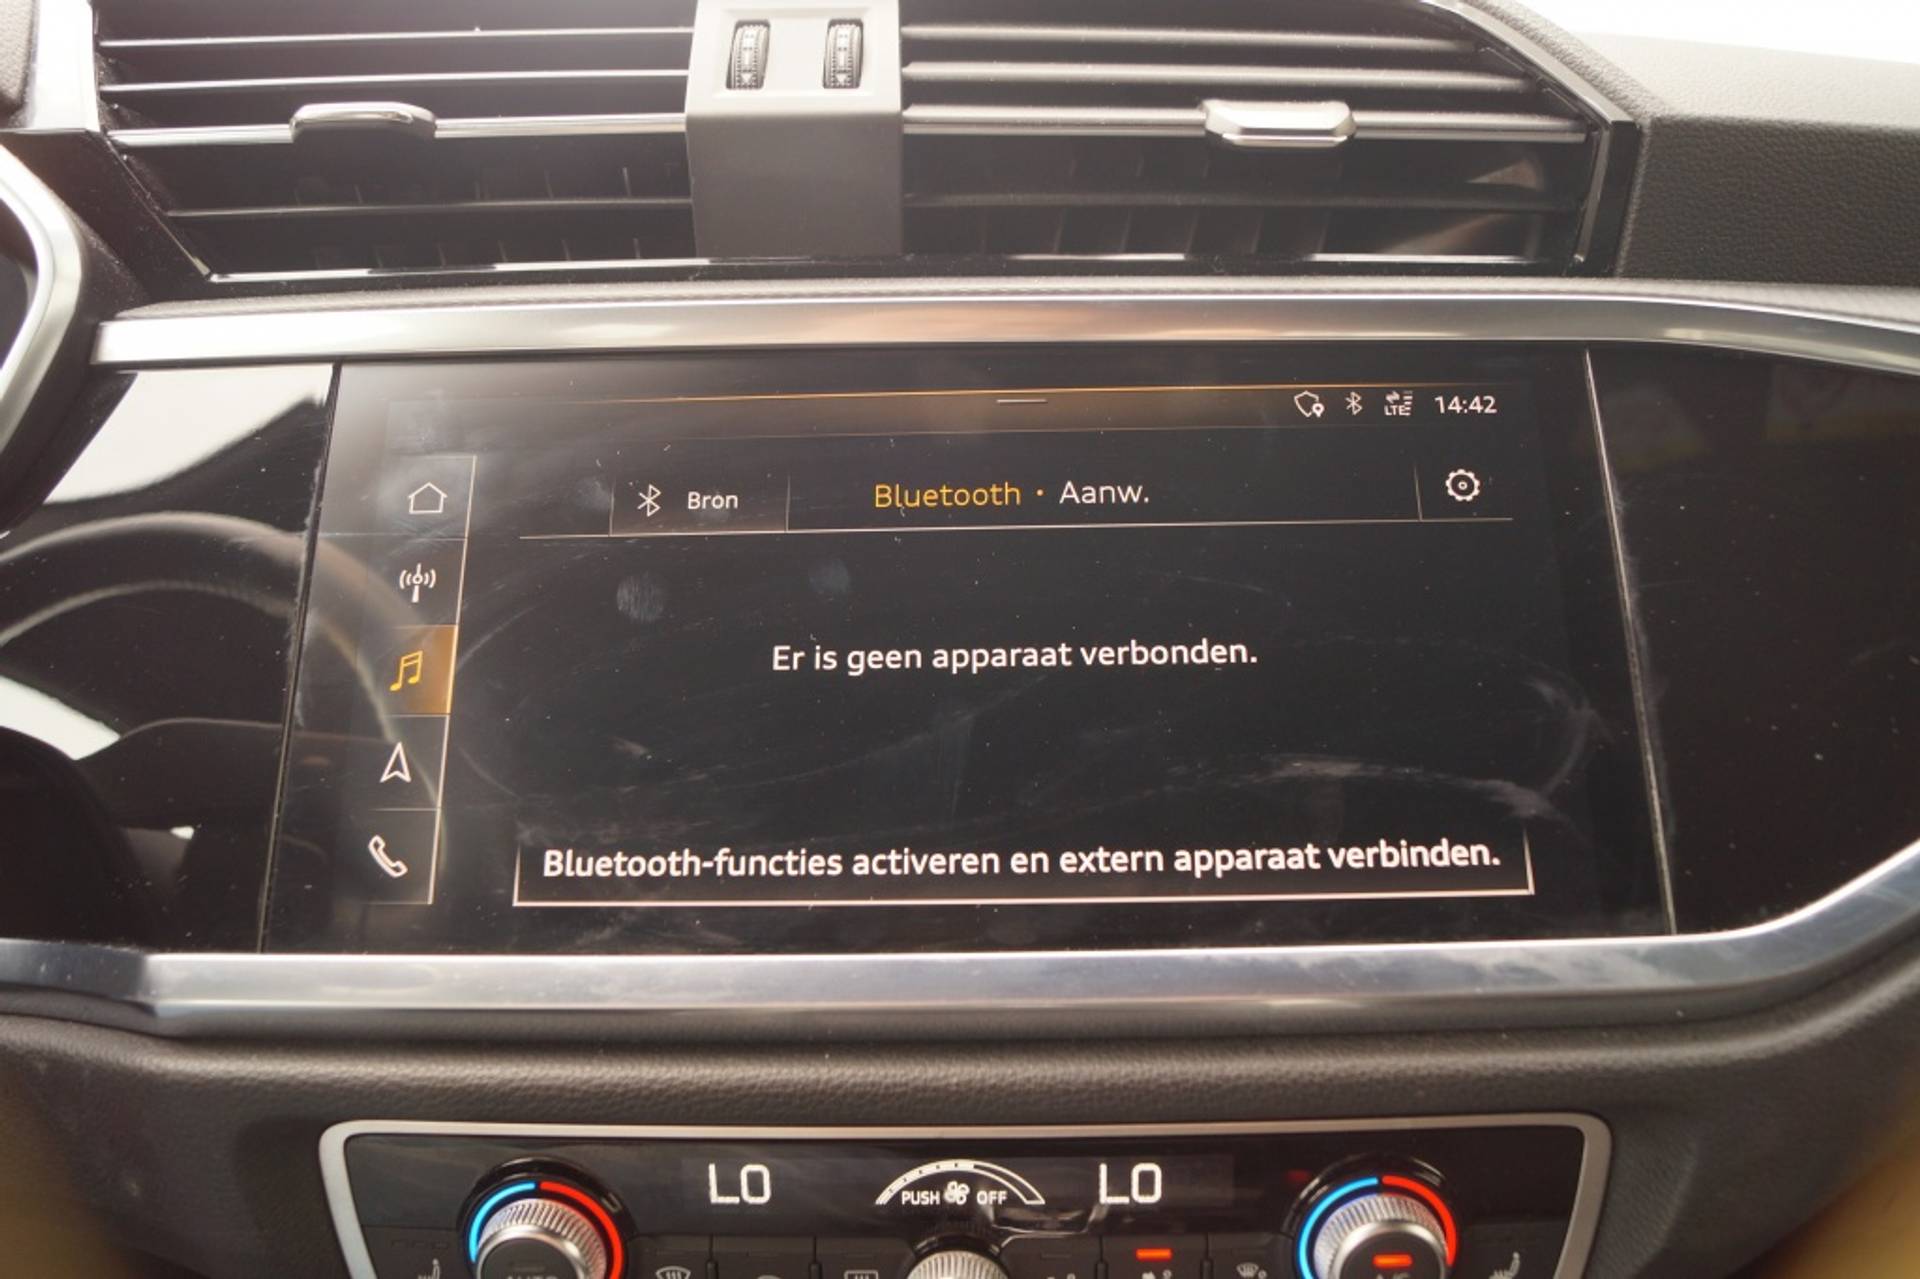 LTE 14:42
Bron Bluetooth · Aanw.
Er is geen apparaat verbonden.
Bluetooth-functies activeren en extern apparaat verbinden.
LO PUSH OFF LO